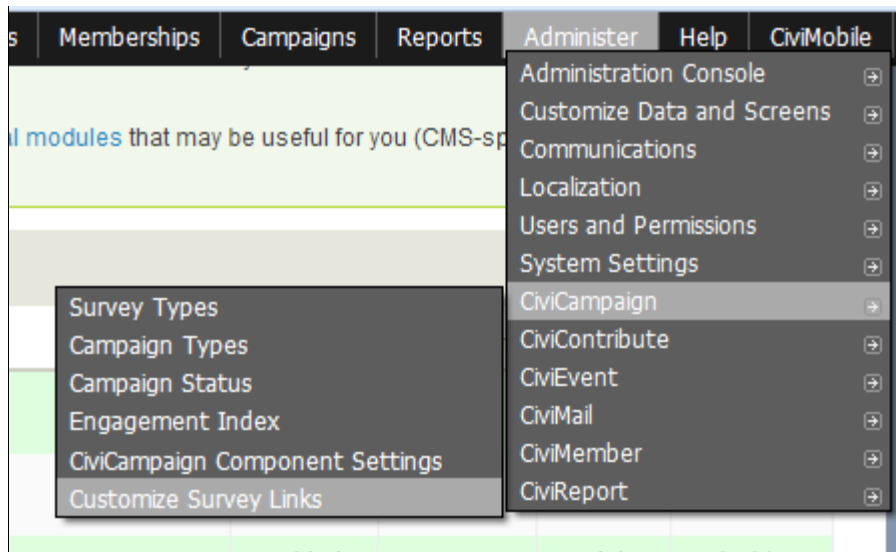 s Memberships Campaigns Reports Administer Help CiviMobile
Administration Console
l modules that may be useful for you (CMS-sp
Customize Data and Screens
Communications
Localization
Users and Permissions
System Settings
CiviCampaign
CiviContribute
CiviEvent
CiviMail
CiviMember
CiviReport
Survey Types
Campaign Types
Campaign Status
Engagement Index
CiviCampaign Component Settings
Customize Survey Links